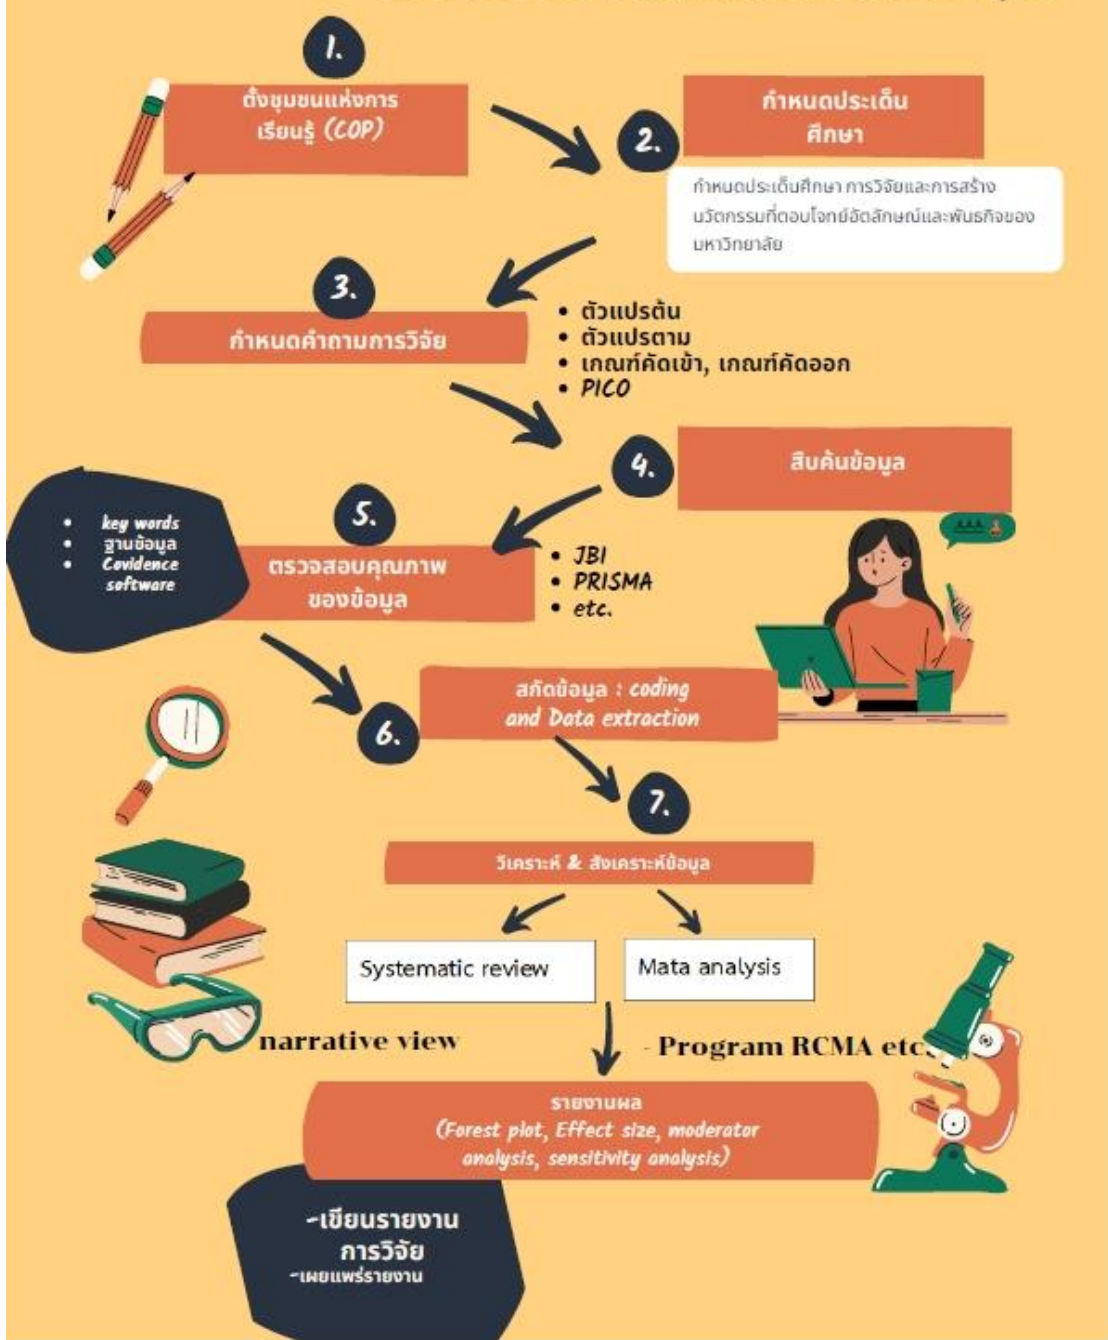 1.
ตั้งชุมชนแห่งการ
เรียนรู้ (COP)
2.
กำหนดประเด็น
ศึกษา
กำหนดประเด็นศึกษา การวิจัยและการสร้าง
นวัตกรรมที่ตอบโจทย์อัตลักษณ์และพันธกิจของ
มหาวิทยาลัย
3.
กำหนดคำถามการวิจัย
• ตัวแปรต้น
• ตัวแปรตาม
• เกณฑ์คัดเข้า, เกณฑ์คัดออก
• PICO
4.
สืบค้นข้อมูล
• key words
• ฐานข้อมูล
• Covidence
software
5.
ตรวจสอบคุณภาพ
ของข้อมูล
• JBI
• PRISMA
• etc.
6.
สกัดข้อมูล : coding
and Data extraction
7.
วิเคราะห์ & สังเคราะห์ข้อมูล
Systematic review
Mata analysis
narrative view
- Program RCMA etc.
รายงานผล
(Forest plot, Effect size, moderator
analysis, sensitivity analysis)
-เขียนรายงาน
การวิจัย
-เผยแพร่รายงาน